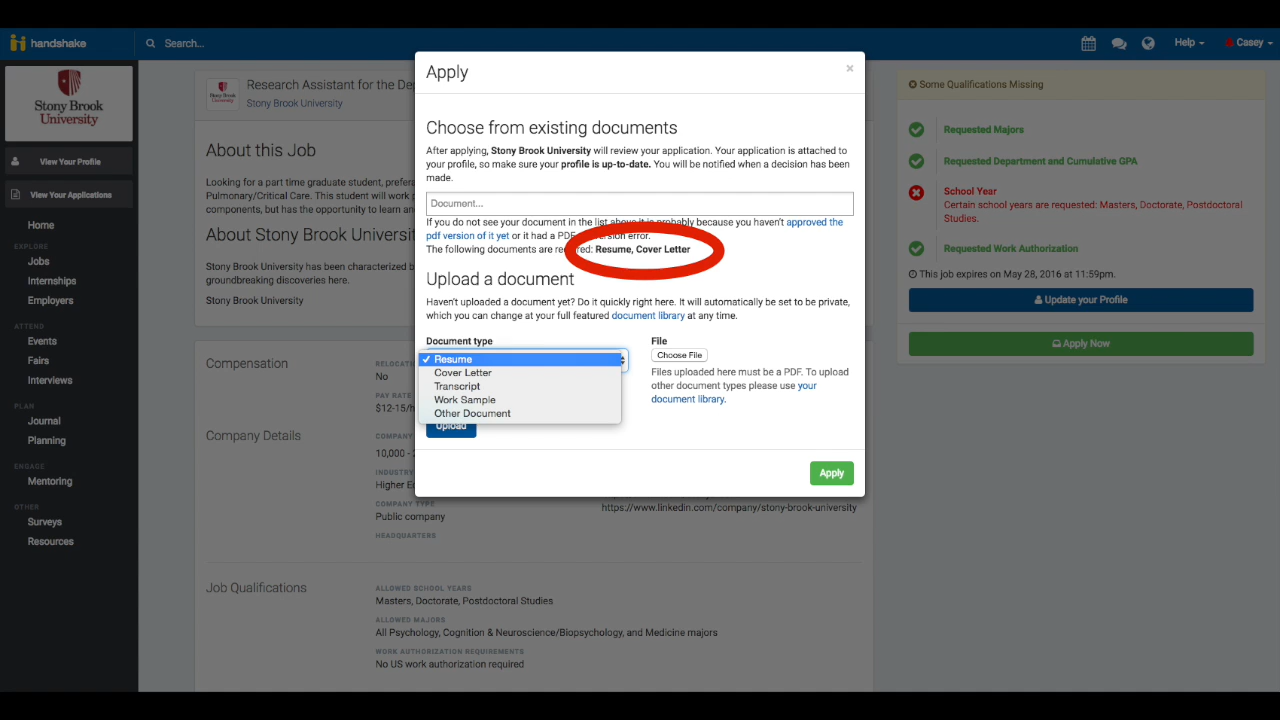 handshake
Search...
Help
Casey
Stony Brook
University
View Your Profile
View Your Applications
Home
EXPLORE
Jobs
Internships
Employers
ATTEND
Events
Fairs
Interviews
PLAN
Journal
Planning
ENGAGE
Mentoring
OTHER
Surveys
Resources
Research Assistant for the De
Stony Brook University
About this Job
Looking for a part time graduate student, prefera
Pulmonary/Critical Care. This student will work
components, but has the opportunity to learn an
About Stony Brook Universit
Stony Brook University has been characterized b
groundbreaking discoveries here.
Stony Brook University
Compensation
RELOCAT
No
PAY RATE
$12-15/h
Company Details
COMPANY
10,000 - 2
INDUSTRY
Higher Ed
COMPANY TYPE
Public company
HEADQUARTERS
https://www.linkedin.com/company/stony-brook-university
Job Qualifications
ALLOWED SCHOOL YEARS
Masters, Doctorate, Postdoctoral Studies
ALLOWED MAJORS
All Psychology, Cognition & Neuroscience/Biopsychology, and Medicine majors
WORK AUTHORIZATION REQUIREMENTS
No US work authorization required
Apply
×
Choose from existing documents
After applying, Stony Brook University will review your application. Your application is attached to
your profile, so make sure your profile is up-to-date. You will be notified when a decision has been
made.
Document...
If you do not see your document in the list above it is probably because you haven't approved the
pdf version of it yet or it had a PDF conversion error.
The following documents are required: Resume, Cover Letter
Upload a document
Haven't uploaded a document yet? Do it quickly right here. It will automatically be set to be private,
which you can change at your full featured document library at any time.
Document type
✓ Resume
Cover Letter
Transcript
Work Sample
Other Document
Upload
File
Choose File
Files uploaded here must be a PDF. To upload
other document types please use your
document library.
Apply
Some Qualifications Missing
Requested Majors
Requested Department and Cumulative GPA
School Year
Certain school years are requested: Masters, Doctorate, Postdoctoral
Studies.
Requested Work Authorization
This job expires on May 28, 2016 at 11:59pm.
Update your Profile
Apply Now